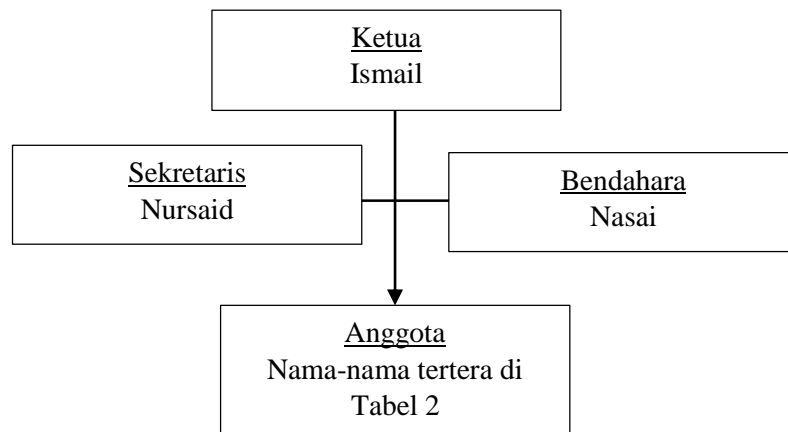 Ketua
Ismail
Sekretaris
Nursaid
Bendahara
Nasai
Anggota
Nama-nama tertera di
Tabel 2